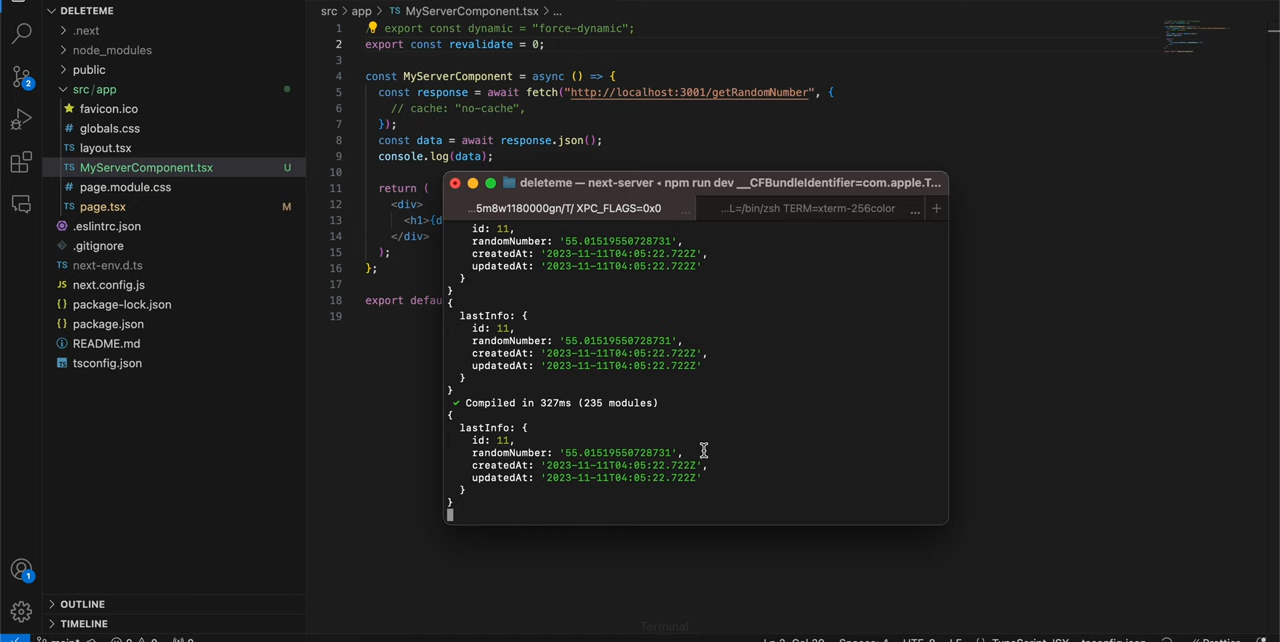 DELETEME
.next
node_modules
public
src/app
favicon.ico
# globals.css
TS layout.tsx
TS MyServerComponent.tsx U
# page.module.css
TS page.tsx M
.eslintrc.json
.gitignore
TS next-env.d.ts
JS next.config.js
{} package-lock.json
{} package.json
README.md
tsconfig.json
OUTLINE
TIMELINE
2
1
src > app > TS MyServerComponent.tsx > ...
1 export const dynamic = "force-dynamic";
2 export const revalidate = 0;
3
4 const MyServerComponent = async () => {
5 const response = await fetch("http://localhost:3001/getRandomNumber", {
6 // cache: "no-cache",
7 });
8 const data = await response.json();
9 console.log(data);
10
11 return (
12 <div>
13 <h1>{d
14 </div>
15 );
16 };
17
18 export defau
19
deleteme — next-server ◂ npm run dev __CFBundleIdentifier=com.apple.T...
...5m8w1180000gn/T/ XPC_FLAGS=0x0 ...
...L=/bin/zsh TERM=xterm-256color ... +
id: 11,
randomNumber: '55.01519550728731',
createdAt: '2023-11-11T04:05:22.722Z',
updatedAt: '2023-11-11T04:05:22.722Z'
}
}
{
lastInfo: {
id: 11,
randomNumber: '55.01519550728731',
createdAt: '2023-11-11T04:05:22.722Z',
updatedAt: '2023-11-11T04:05:22.722Z'
}
}
✓ Compiled in 327ms (235 modules)
{
lastInfo: {
id: 11,
randomNumber: '55.01519550728731',
createdAt: '2023-11-11T04:05:22.722Z',
updatedAt: '2023-11-11T04:05:22.722Z'
}
}
Terminal